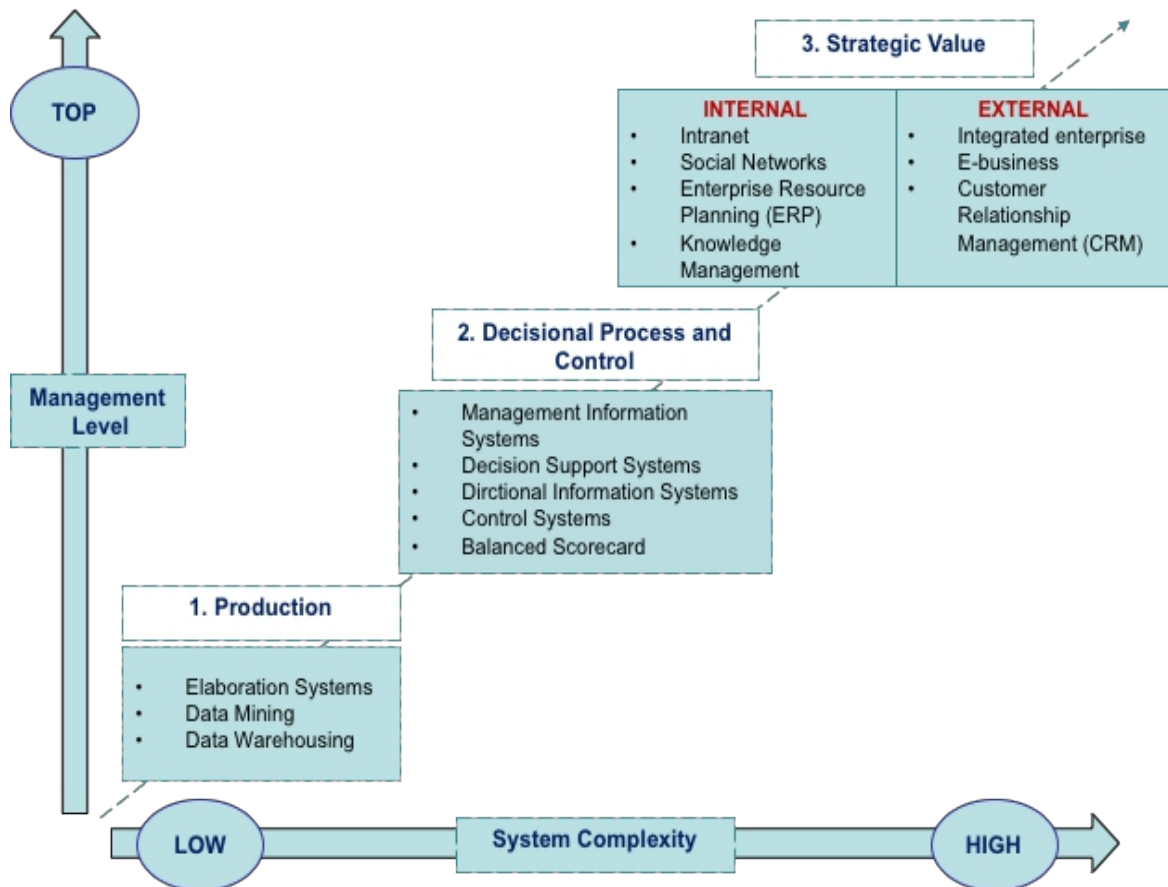 3. Strategic Value
TOP
INTERNAL
• Intranet
• Social Networks
• Enterprise Resource
Planning (ERP)
• Knowledge
Management
EXTERNAL
• Integrated enterprise
• E-business
• Customer
Relationship
Management (CRM)
2. Decisional Process and
Control
Management
Level
• Management Information
Systems
• Decision Support Systems
• Dirctional Information Systems
• Control Systems
• Balanced Scorecard
1. Production
• Elaboration Systems
• Data Mining
• Data Warehousing
LOW
System Complexity
HIGH